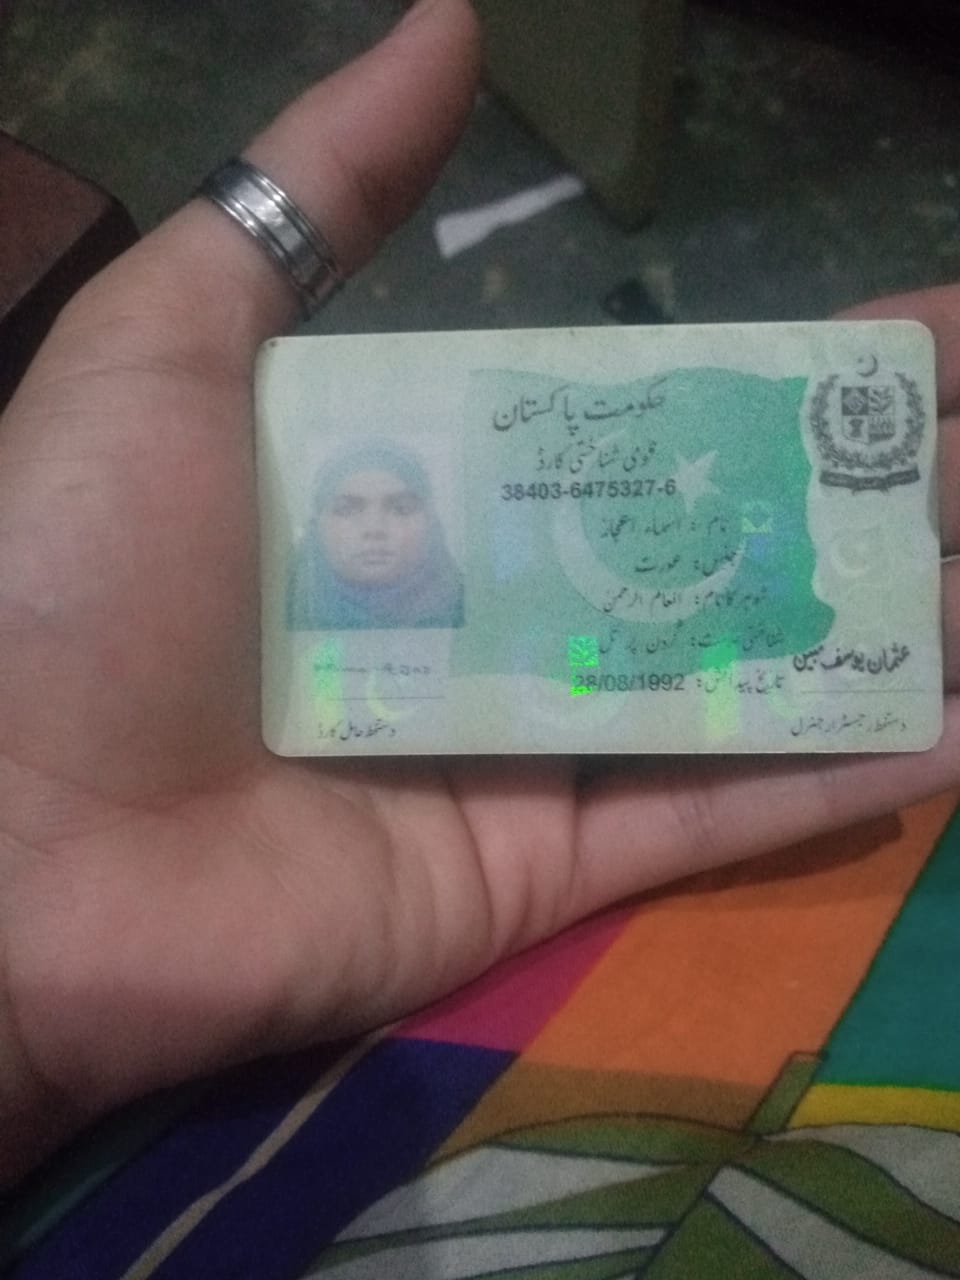 حکومت پاکستان
قومی شناختی کارڈ
38403-6475327-6
نام : اسماء اعجاز
جنس: عورت
شوہر کا نام: انعام الرحمن
شناختی علامت: گردن پر تل
تاریخ پیدائش: 28/08/1992
عثمان یوسف مبین
دستخط حامل کارڈ
دستخط رجسٹرار جنرل